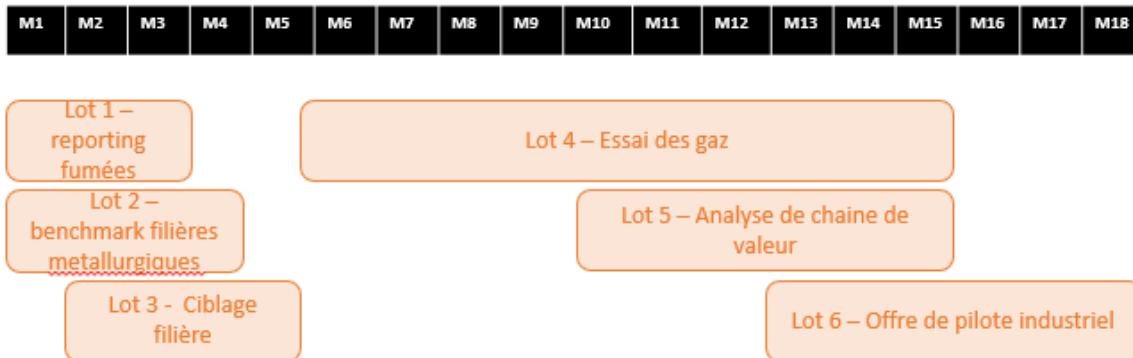 M1 M2 M3 M4 M5 M6 M7 M8 M9 M10 M11 M12 M13 M14 M15 M16 M17 M18
Lot 1 –
reporting
fumées
Lot 4 – Essai des gaz
Lot 2 –
benchmark filières
metallurgiques
Lot 5 – Analyse de chaine de
valeur
Lot 3 - Ciblage
filière
Lot 6 – Offre de pilote industriel